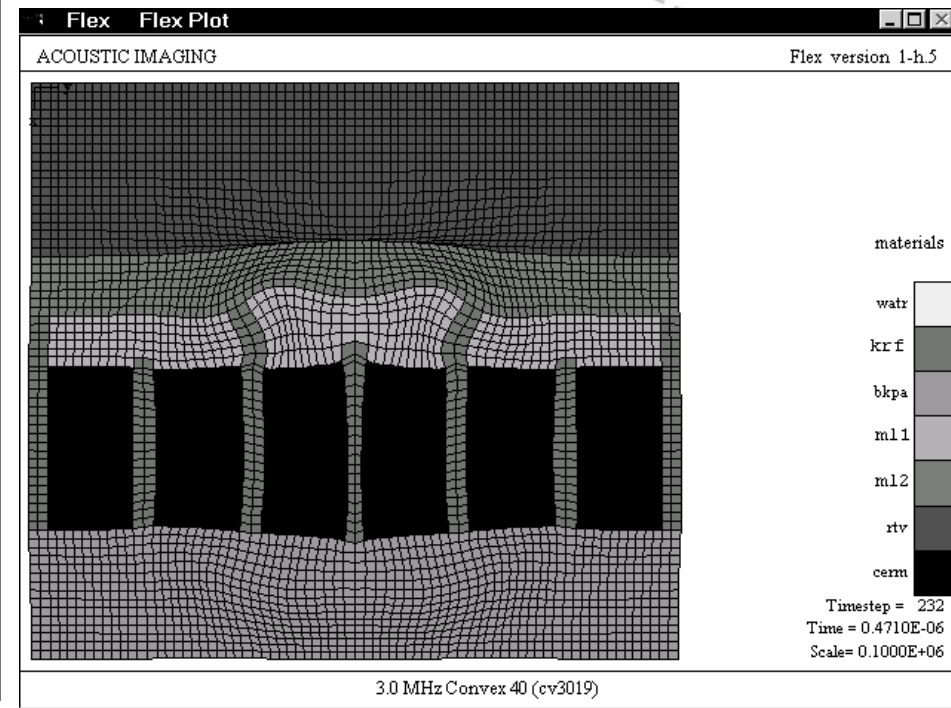 Flex Flex Plot
ACOUSTIC IMAGING
Flex version 1-h.5
Y
x
materials
watr
krf
bkpa
ml1
ml2
rtv
cerm
Timestep = 232
Time = 0.4710E-06
Scale= 0.1000E+06
3.0 MHz Convex 40 (cv3019)